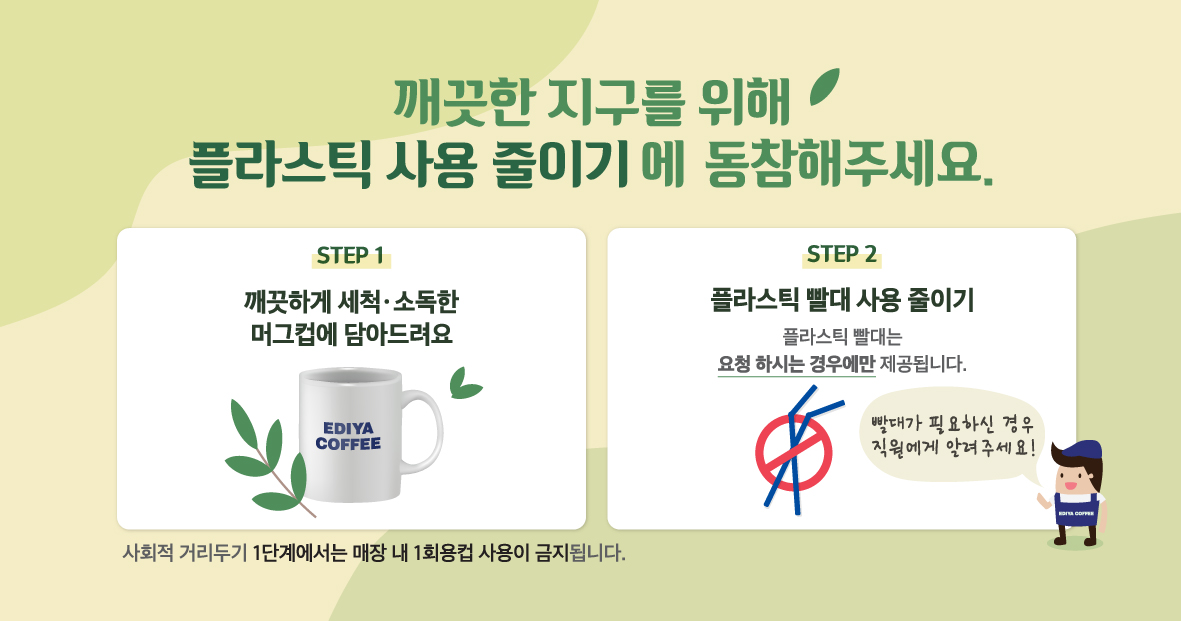 깨끗한 지구를 위해
플라스틱 사용 줄이기에 동참해주세요.
STEP 1
깨끗하게 세척·소독한
머그컵에 담아드려요
EDIYA
COFFEE
STEP 2
플라스틱 빨대 사용 줄이기
플라스틱 빨대는
요청 하시는 경우에만 제공됩니다.
빨대가 필요하신 경우
직원에게 알려주세요!
EDIYA COFFEE
사회적 거리두기 1단계에서는 매장 내 1회용컵 사용이 금지됩니다.